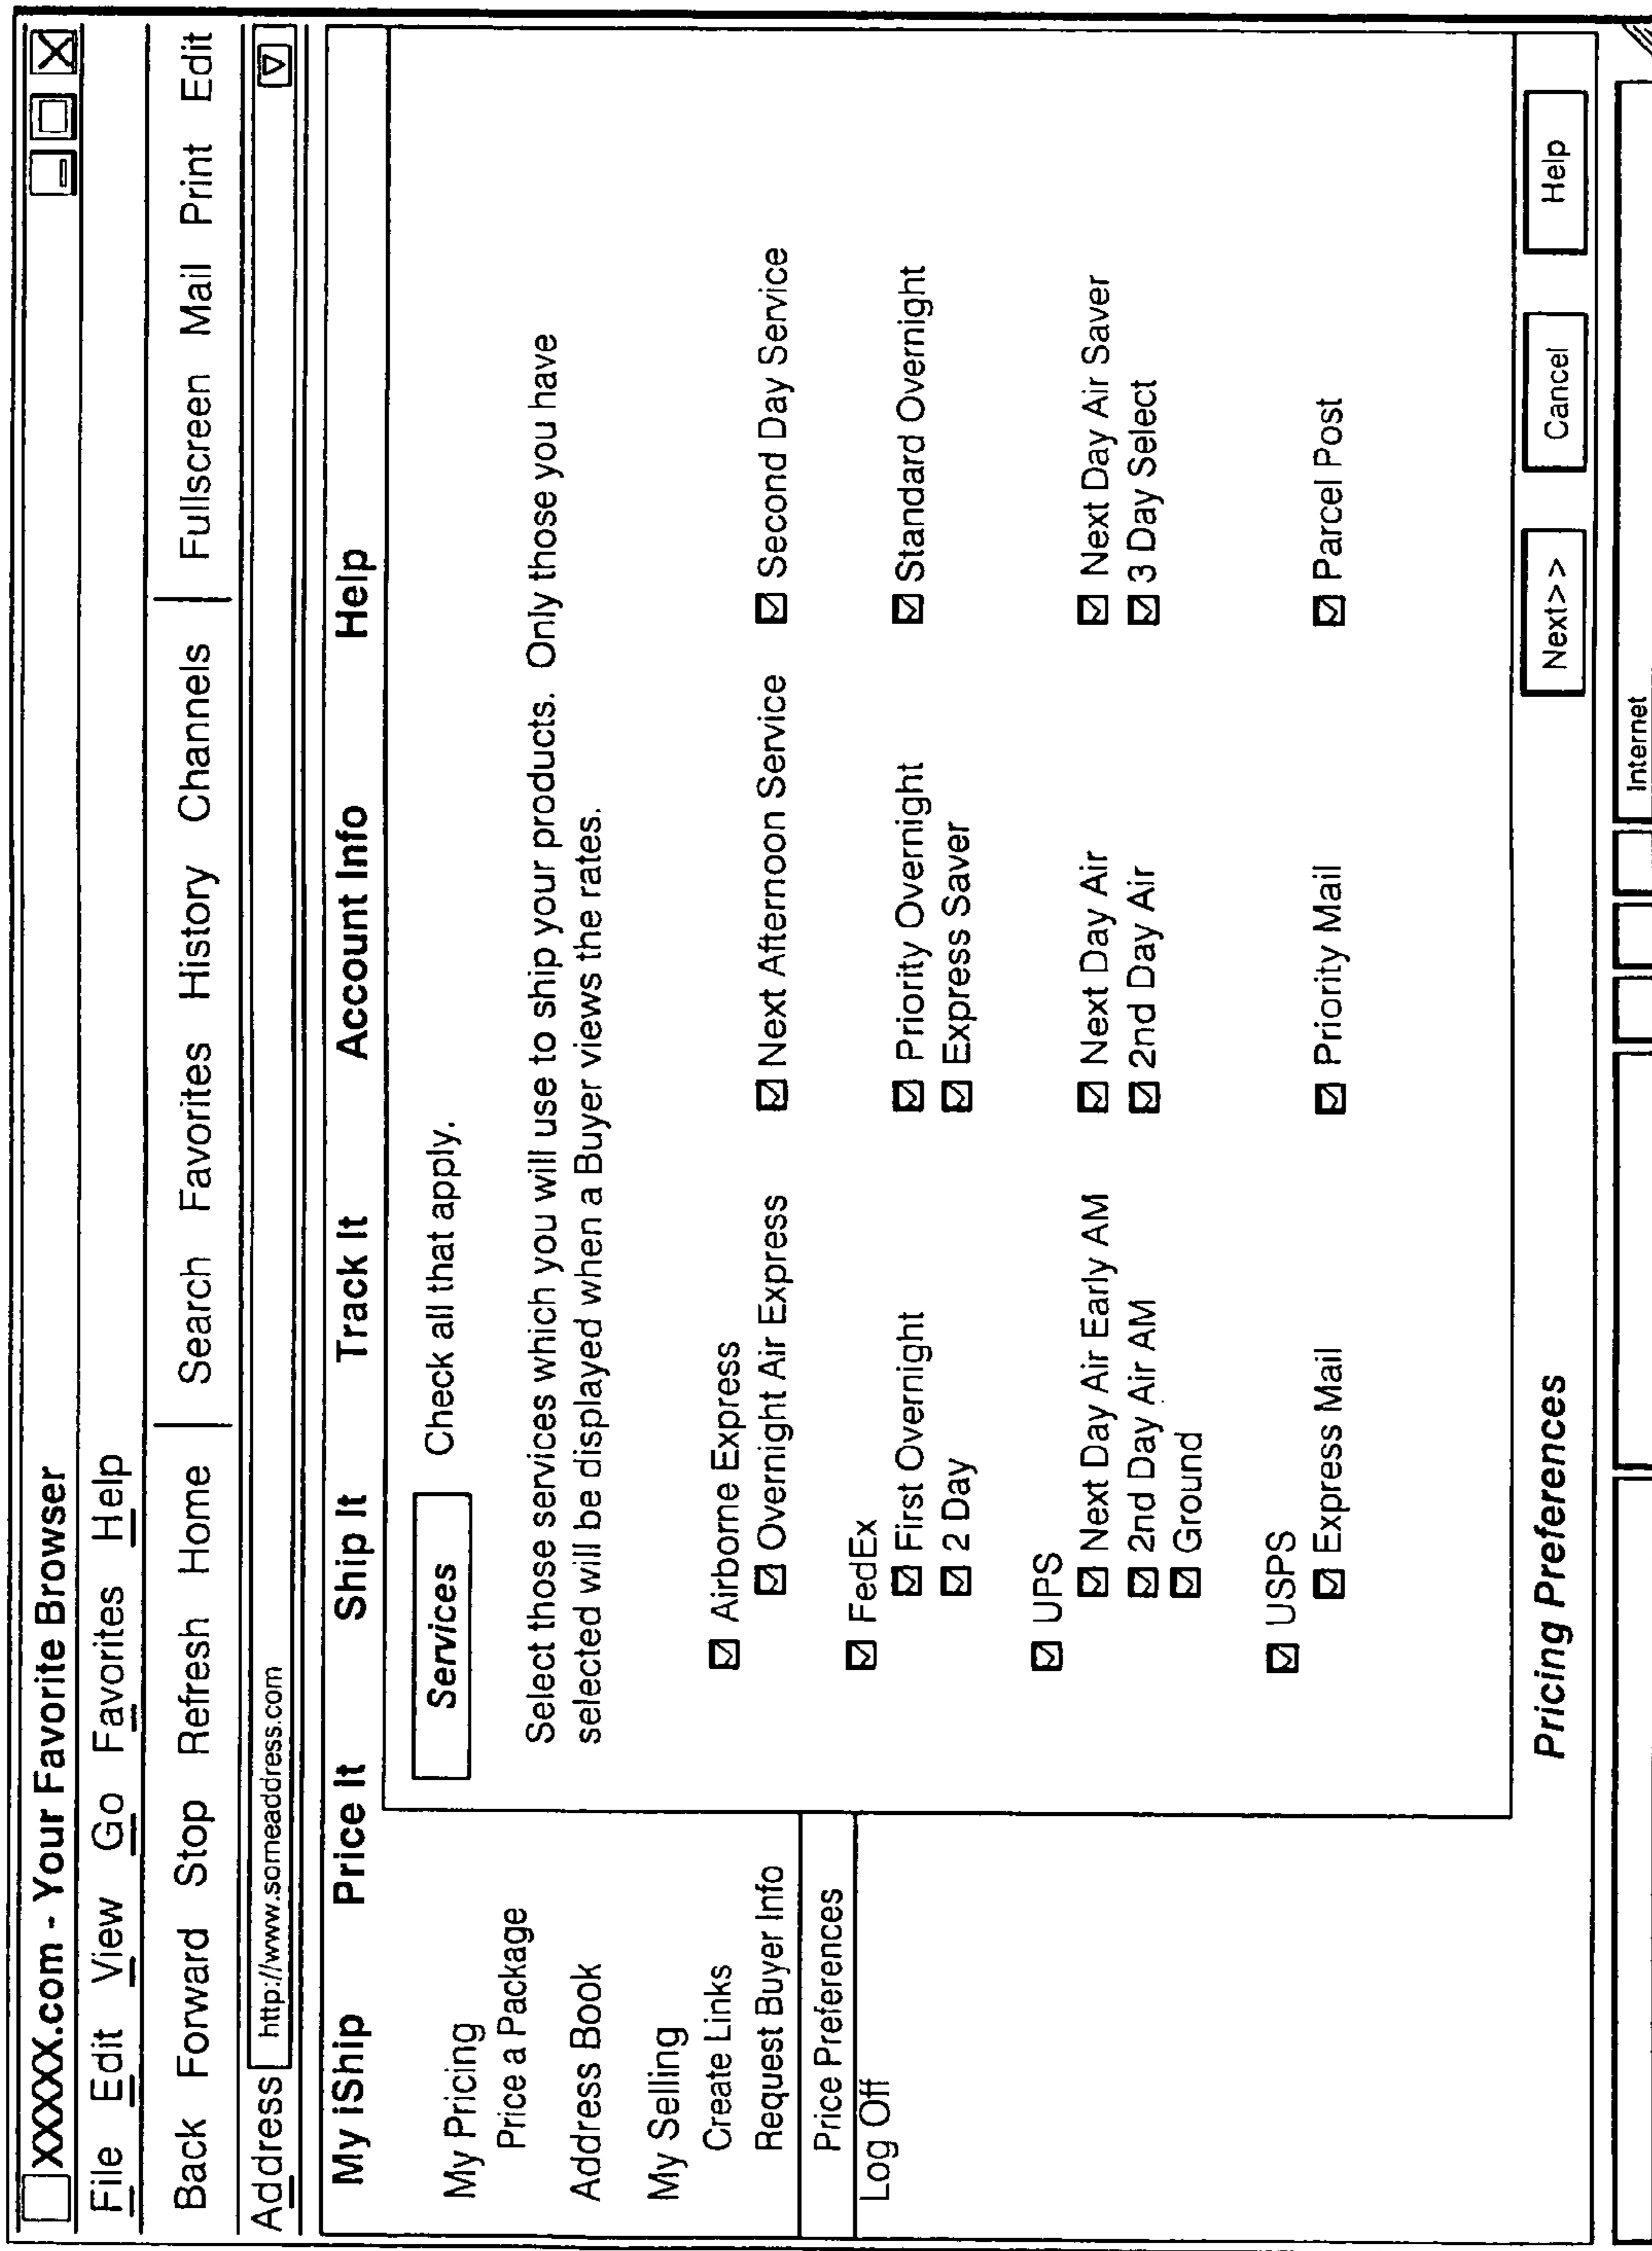 XXXXX.com - Your Favorite Browser
File Edit View Go Favorites Help
Back Forward Stop Refresh Home Search Favorites History Channels Fullscreen Mail Print Edit
Address http://www.someaddress.com
My iShip Price It Ship It Track It Account Info Help
My Pricing
Price a Package
Address Book
My Selling
Create Links
Request Buyer Info
Price Preferences
Log Off
Services Check all that apply.
Select those services which you will use to ship your products. Only those you have
selected will be displayed when a Buyer views the rates.
Airborne Express
Overnight Air Express Next Afternoon Service Second Day Service
FedEx
First Overnight Priority Overnight Standard Overnight
2 Day Express Saver
UPS
Next Day Air Early AM Next Day Air Next Day Air Saver
2nd Day Air AM 2nd Day Air 3 Day Select
Ground
USPS
Express Mail Priority Mail Parcel Post
Pricing Preferences Next>> Cancel Help
Internet